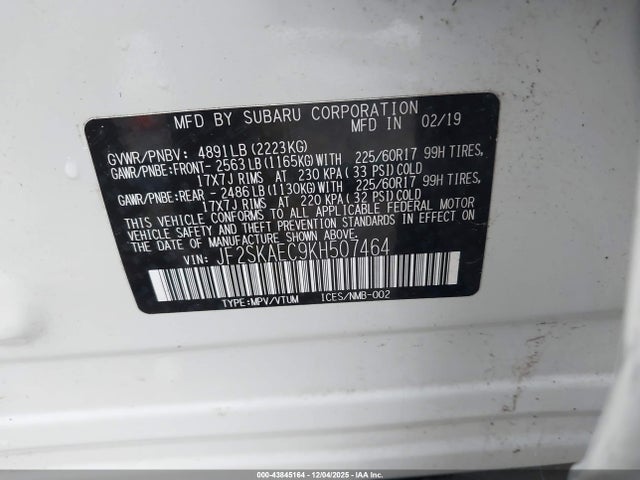 MFD BY SUBARU CORPORATION
MFD IN 02/19
GVWR/PNBV: 4891LB(2223KG)
GAWR/PNBE:FRONT- 2563LB(1165KG)WITH 225/60R17 99H TIRES,
17X7J RIMS AT 230 KPA (33 PSI)COLD
GAWR/PNBE:REAR - 2486LB(1130KG)WITH 225/60R17 99H TIRES,
17X7J RIMS AT 220 KPA (32 PSI)COLD
THIS VEHICLE CONFORMS TO ALL APPLICABLE FEDERAL MOTOR
VEHICLE SAFETY AND THEFT PREVENTION STANDARDS IN EFFECT
ON THE DATE OF MANUFACTURE SHOWN ABOVE.
VIN: JF2SKAEC9KH507464
TYPE:MPV/VTUM ICES/NMB-002
000-43845164 - 12/04/2025 - IAA, Inc.